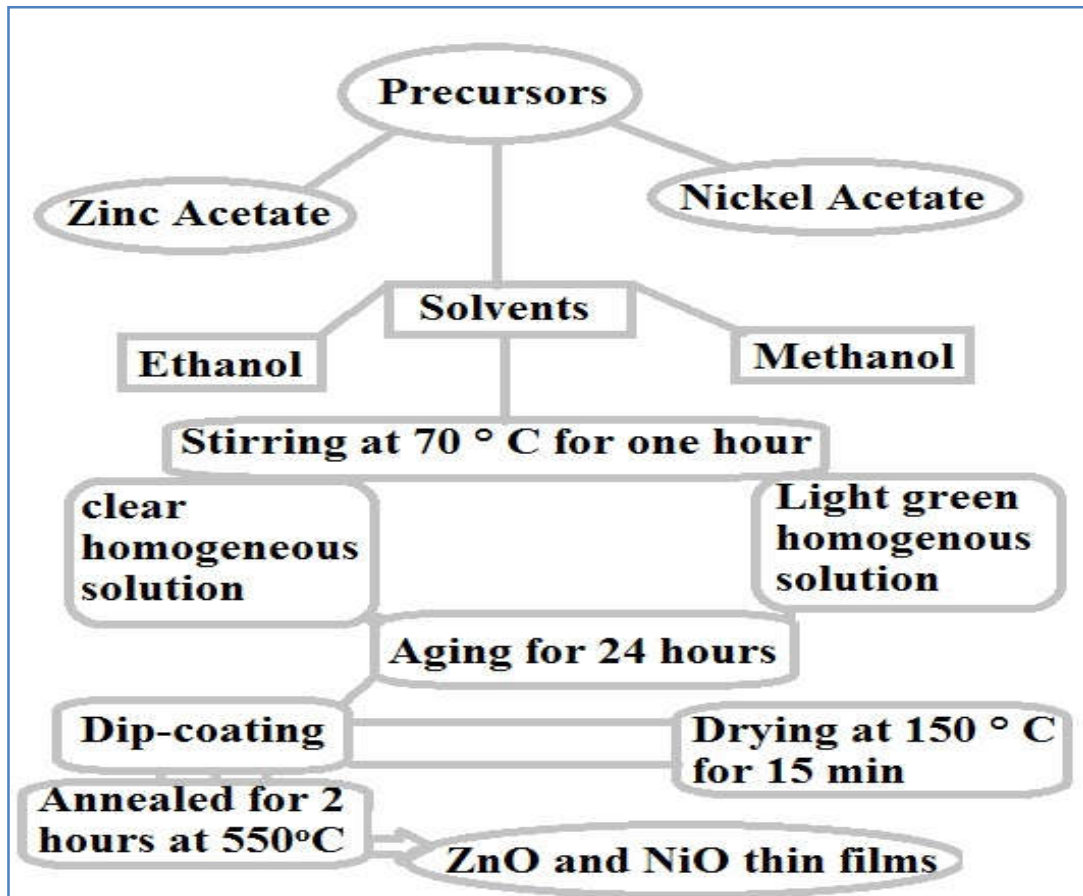 Precursors
Zinc Acetate
Nickel Acetate
Solvents
Ethanol
Methanol
Stirring at 70 ° C for one hour
clear
homogeneous
solution
Light green
homogenous
solution
Aging for 24 hours
Dip-coating
Drying at 150 ° C
for 15 min
Annealed for 2
hours at 550°C
ZnO and NiO thin films